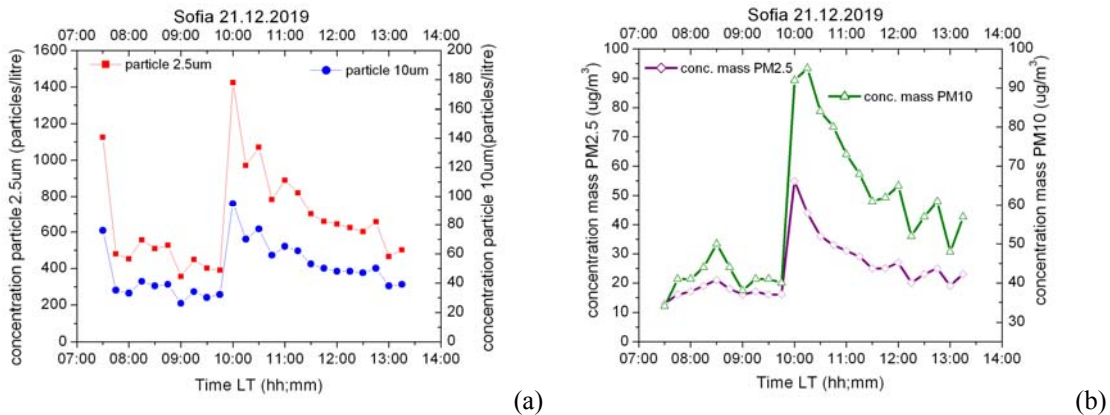 Sofia 21.12.2019
07:00 08:00 09:00 10:00 11:00 12:00 13:00 14:00
1600
1400
1200
1000
800
600
400
200
0
concentration particle 2.5um (particles/litre)
particle 2.5um
particle 10um
200
180
160
140
120
100
80
60
40
20
0
concentration particle 10um(particles/litre)
07:00 08:00 09:00 10:00 11:00 12:00 13:00 14:00
Time LT (hh;mm)
(a)
Sofia 21.12.2019
07:00 08:00 09:00 10:00 11:00 12:00 13:00 14:00
100
90
80
70
60
50
40
30
20
10
0
concentration mass PM2.5 (ug/m³)
conc. mass PM2.5
conc. mass PM10
100
90
80
70
60
50
40
30
concentration mass PM10 (ug/m³)
07:00 08:00 09:00 10:00 11:00 12:00 13:00 14:00
Time LT (hh;mm)
(b)